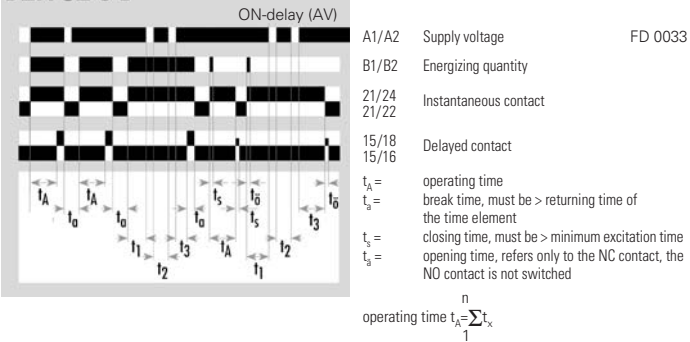 ON-delay (AV)
A1/A2 Supply voltage FD 0033
B1/B2 Energizing quantity
21/24
21/22 Instantaneous contact
15/18
15/16 Delayed contact
tA = operating time
ta = break time, must be > returning time of
the time element
ts = closing time, must be > minimum excitation time
tä = opening time, refers only to the NC contact, the
NO contact is not switched
n
operating time tA=∑tx
1
tA tA ts tö tö
ta ta ta ts t3
t1 t3 tA t2
t2 t1